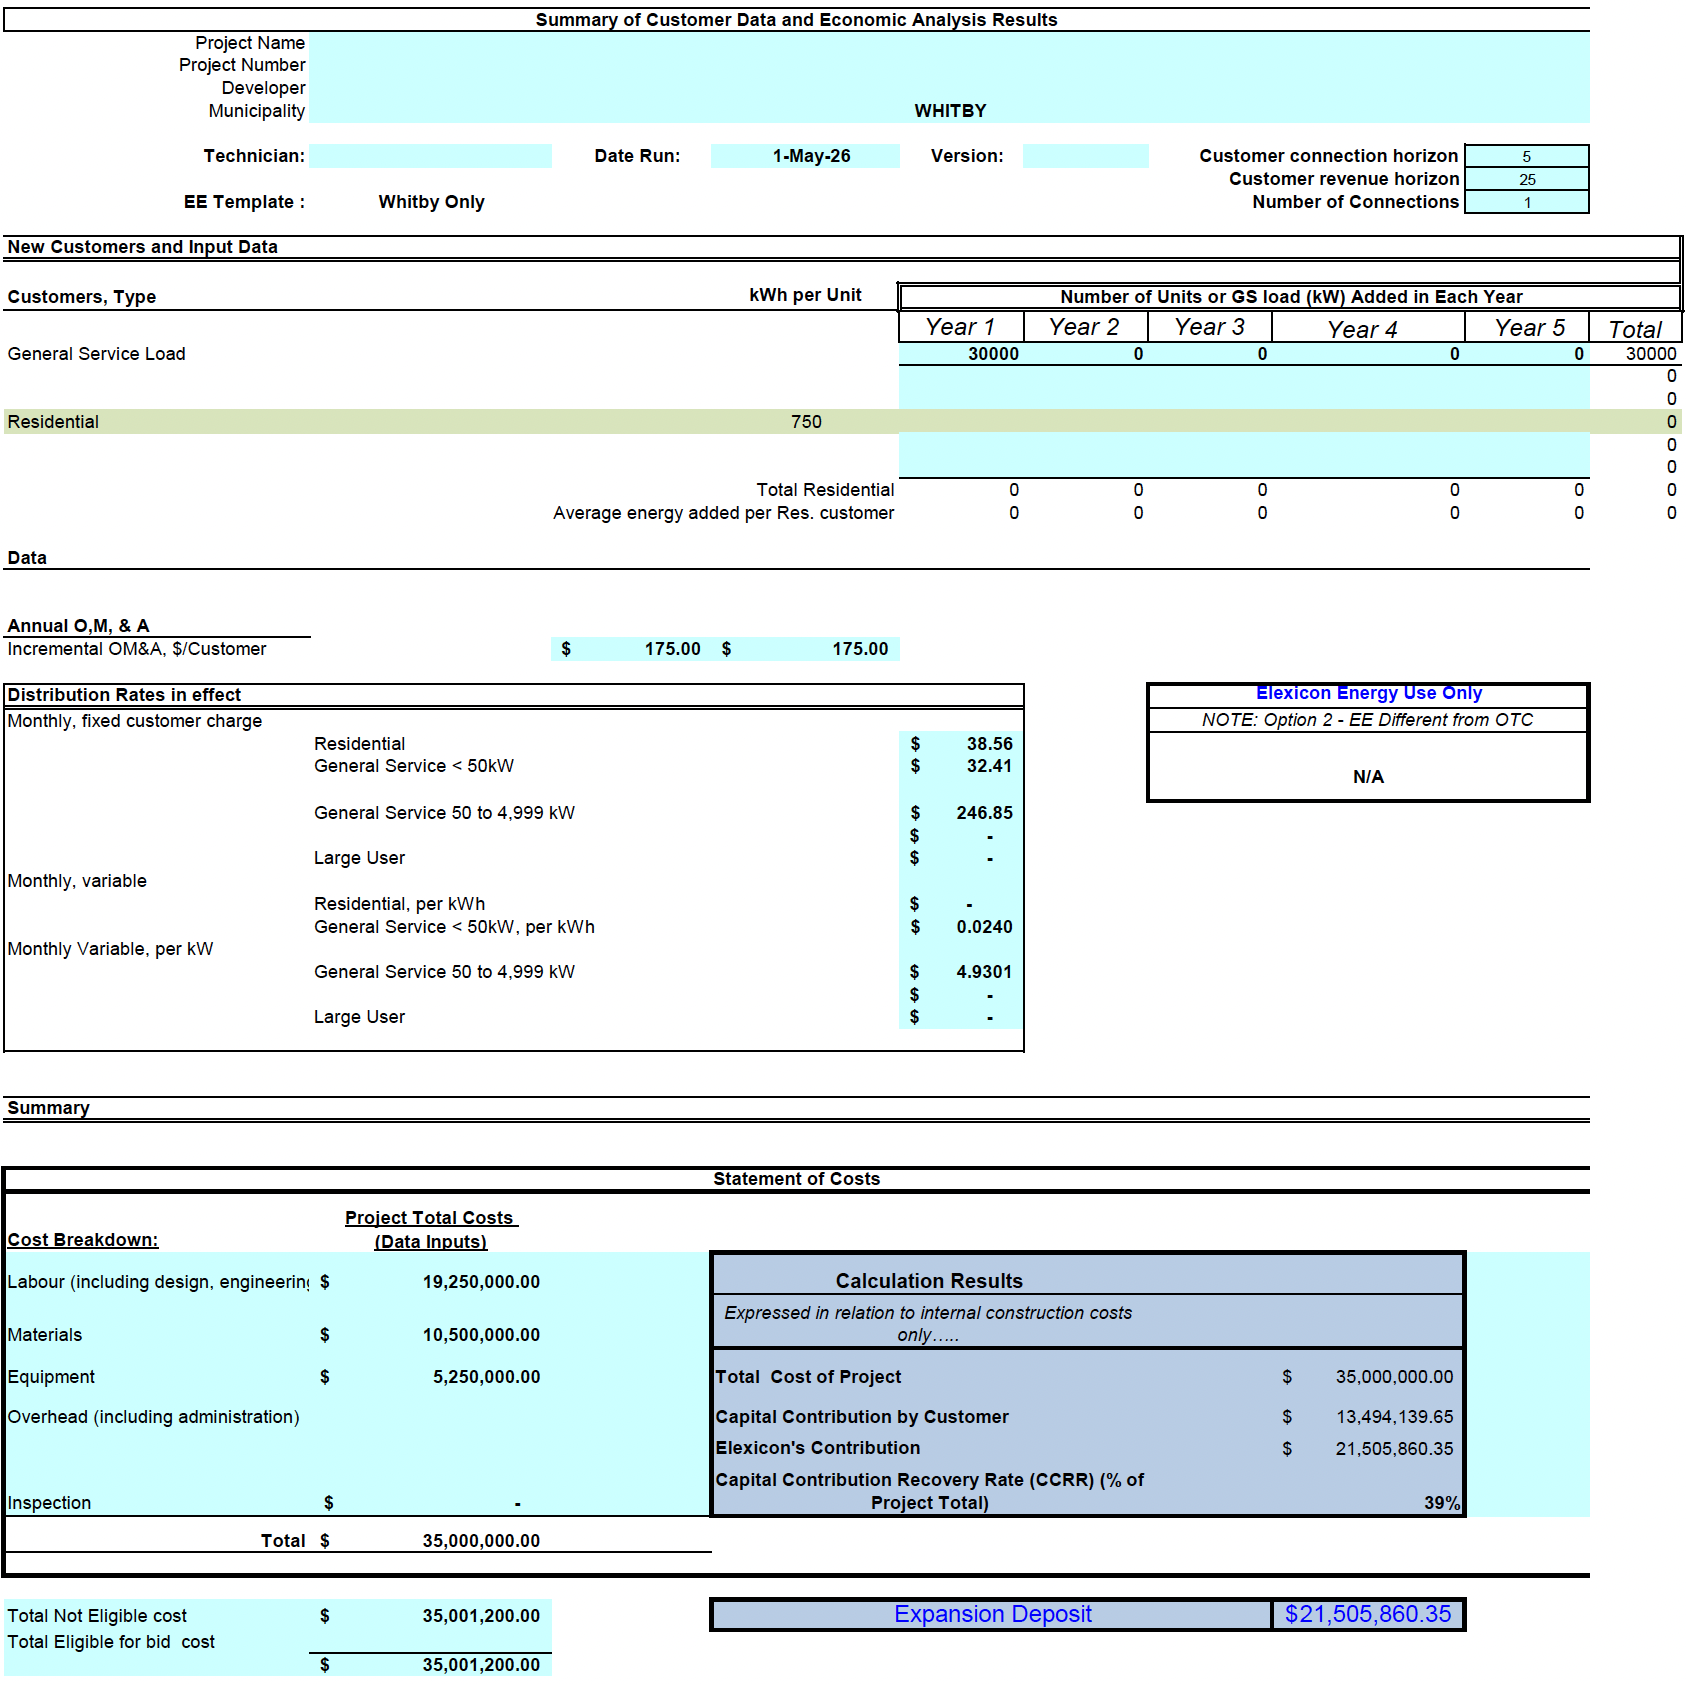 Summary of Customer Data and Economic Analysis Results
Project Name
Project Number
Developer
Municipality WHITBY
Technician: Date Run: 1-May-26 Version: Customer connection horizon 5
Customer revenue horizon 25
EE Template : Whitby Only Number of Connections 1
New Customers and Input Data
Customers, Type kWh per Unit Number of Units or GS load (kW) Added in Each Year
Year 1 Year 2 Year 3 Year 4 Year 5 Total
General Service Load 30000 0 0 0 0 30000
0
0
Residential 750 0
0
0
Total Residential 0 0 0 0 0 0
Average energy added per Res. customer 0 0 0 0 0 0
Data
Annual O,M, & A
Incremental OM&A, $/Customer $ 175.00 $ 175.00
Distribution Rates in effect
Monthly, fixed customer charge
Residential $ 38.56
General Service < 50kW $ 32.41
General Service 50 to 4,999 kW $ 246.85
$ -
Large User $ -
Monthly, variable
Residential, per kWh $ -
General Service < 50kW, per kWh $ 0.0240
Monthly Variable, per kW
General Service 50 to 4,999 kW $ 4.9301
$ -
Large User $ -
Elexicon Energy Use Only
NOTE: Option 2 - EE Different from OTC
N/A
Summary
Statement of Costs
Project Total Costs
Cost Breakdown: (Data Inputs)
Labour (including design, engineering $ 19,250,000.00
Materials $ 10,500,000.00
Equipment $ 5,250,000.00
Overhead (including administration)
Inspection $ -
Total $ 35,000,000.00
Calculation Results
Expressed in relation to internal construction costs
only…..
Total Cost of Project $ 35,000,000.00
Capital Contribution by Customer $ 13,494,139.65
Elexicon's Contribution $ 21,505,860.35
Capital Contribution Recovery Rate (CCRR) (% of
Project Total) 39%
Total Not Eligible cost $ 35,001,200.00
Total Eligible for bid cost
$ 35,001,200.00
Expansion Deposit $21,505,860.35